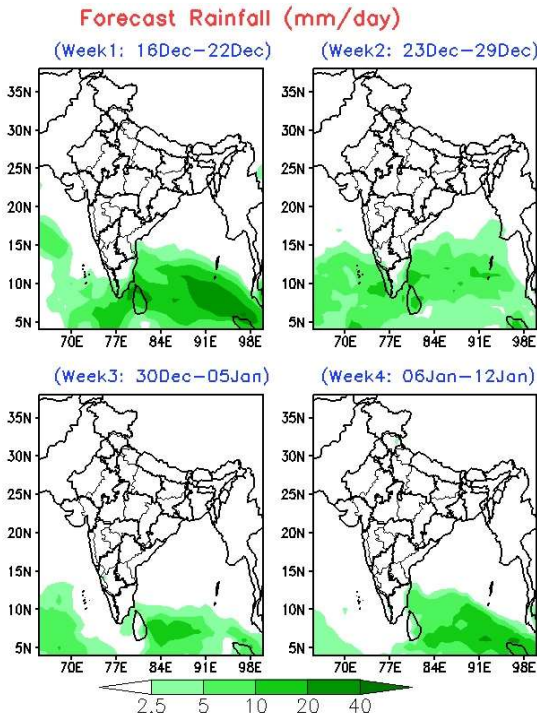 Forecast Rainfall (mm/day)
(Week1: 16Dec−22Dec)
(Week2: 23Dec−29Dec)
35N
30N
25N
20N
15N
10N
5N
70E 77E 84E 91E 98E
35N
30N
25N
20N
15N
10N
5N
70E 77E 84E 91E 98E
(Week3: 30Dec−05Jan)
(Week4: 06Jan−12Jan)
35N
30N
25N
20N
15N
10N
5N
70E 77E 84E 91E 98E
35N
30N
25N
20N
15N
10N
5N
70E 77E 84E 91E 98E
2.5 5 10 20 40